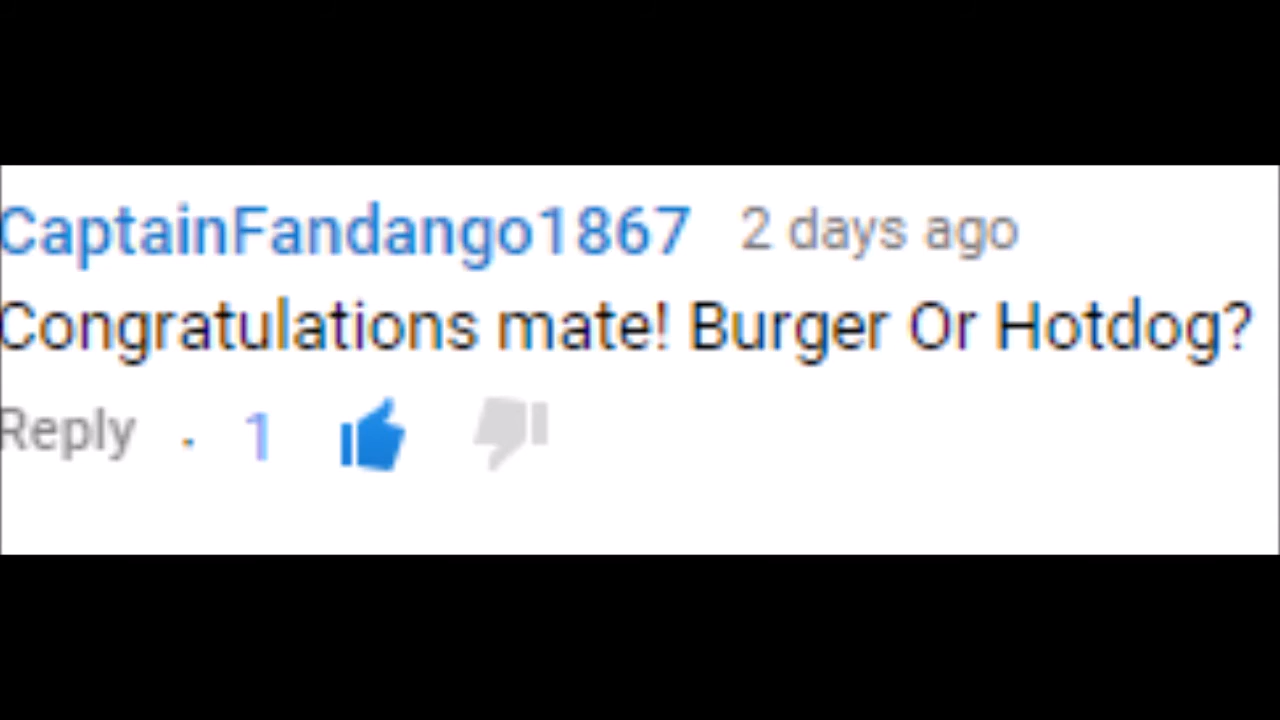 CaptainFandango1867 2 days ago
Congratulations mate! Burger Or Hotdog?
Reply · 1